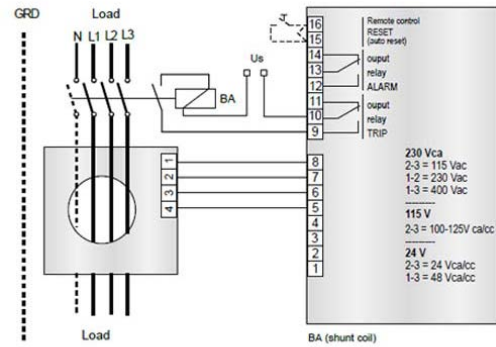 GRD
Load
N L1 L2 L3
BA
Us
1
2
3
4
16
15
14
13
12
11
10
9
8
7
6
5
4
3
2
1
Remote control
RESET
(auto reset)
ouput
relay
ALARM
ouput
relay
TRIP
230 Vca
2-3 = 115 Vac
1-2 = 230 Vac
1-3 = 400 Vac
----------
115 V
2-3 = 100-125V ca/cc
----------
24 V
2-3 = 24 Vca/cc
1-3 = 48 Vca/cc
Load
BA (shunt coil)